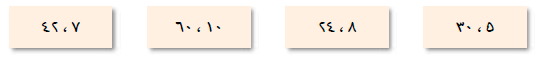 ٥ ، ٣٠ ٨ ، ٢٤ ١٠ ، ٦٠ ٧ ، ٤٢